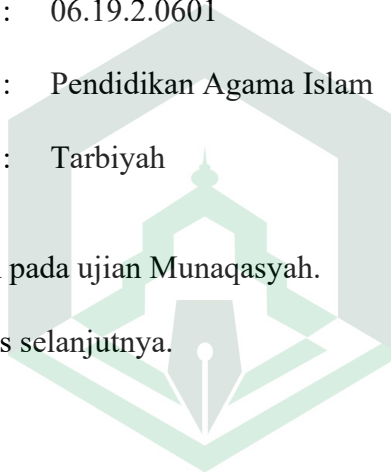 : 06.19.2.0601
: Pendidikan Agama Islam
: Tarbiyah
pada ujian Munaqasyah.
s selanjutnya.